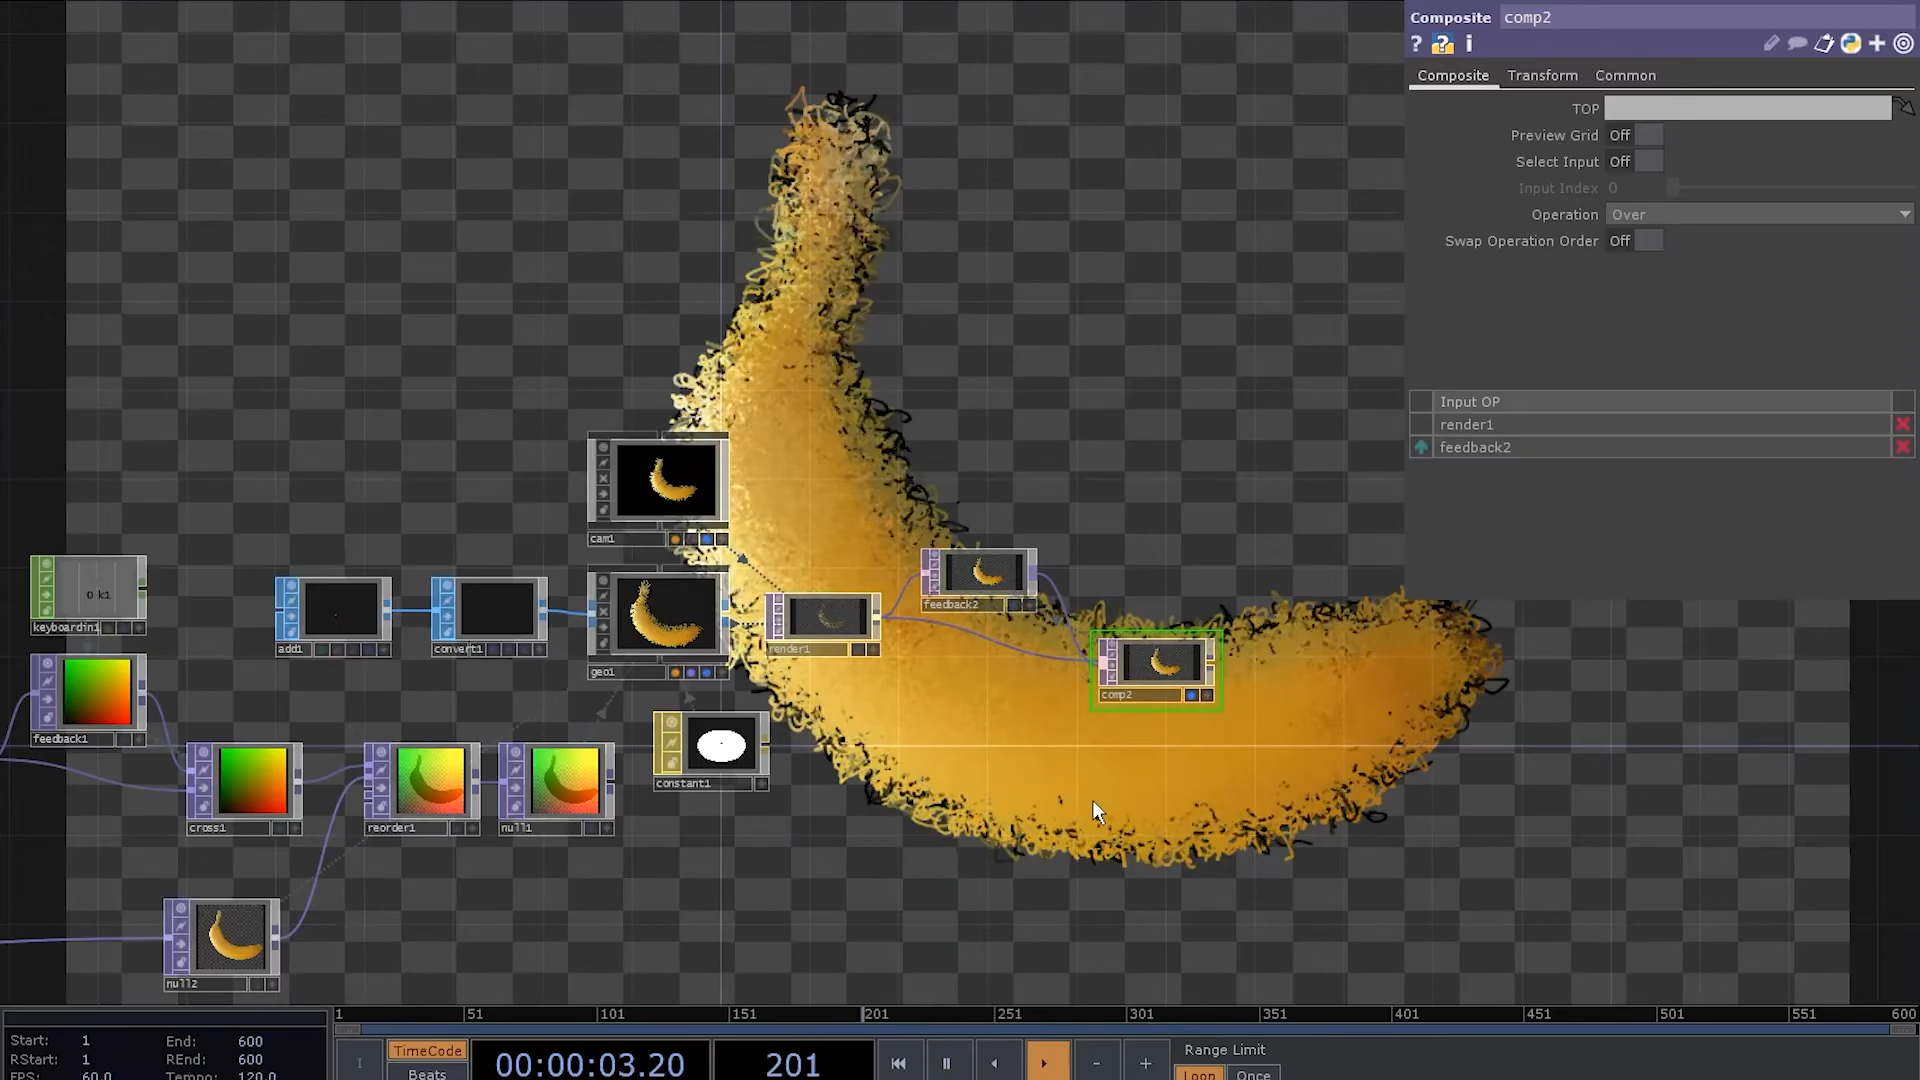 Composite comp2
? ? i
Composite Transform Common
TOP
Preview Grid Off
Select Input Off
Input Index 0
Operation Over
Swap Operation Order Off
Input OP
render1
feedback2
cam1
keyboardin1
0 k1
add1
convert1
geo1
render1
feedback2
comp2
feedback1
constant1
cross1
reorder1
null1
null2
1 51 101 151 201 251 301 351 401 451 501 551 600
Start: 1 End: 600
RStart: 1 REnd: 600
FPS: 60.0 Tempo: 120.0
TimeCode
Beats
00:00:03.20
201
Range Limit
Loop Once